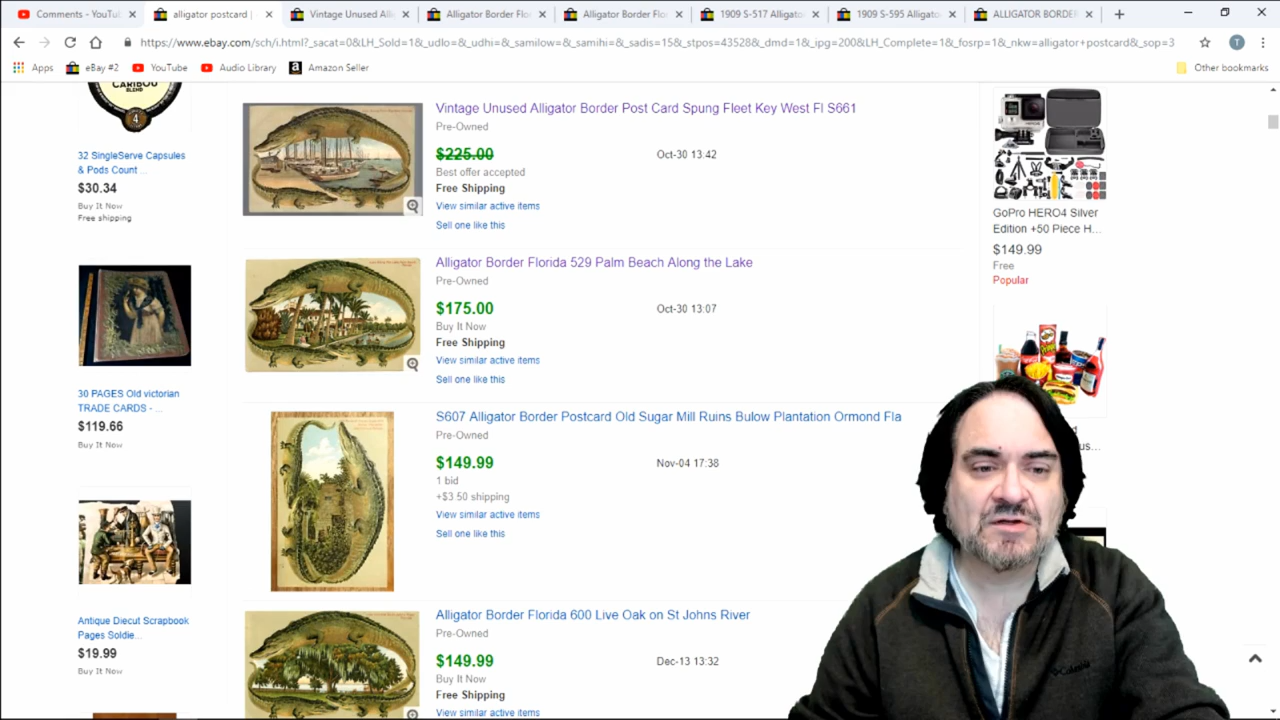 Comments - YouTub
alligator postcard |
Vintage Unused Alli
Alligator Border Flo
Alligator Border Flo
1909 S-517 Alligato
1909 S-595 Alligato
ALLIGATOR BORDER
https://www.ebay.com/sch/i.html?_sacat=0&LH_Sold=1&_udlo=&_udhi=&_samilow=&_samihi=&_sadis=15&_stpos=43528&_dmd=1&_ipg=200&LH_Complete=1&_fosrp=1&_nkw=alligator+postcard&_sop=3
T
Apps
eBay #2
YouTube
Audio Library
Amazon Seller
Other bookmarks
CARIBOU
BLEND
4
32 SingleServe Capsules
& Pods Count ...
$30.34
Buy It Now
Free shipping
30 PAGES Old victorian
TRADE CARDS - ...
$119.66
Buy It Now
Antique Diecut Scrapbook
Pages Soldie...
$19.99
Buy It Now
Vintage Unused Alligator Border Post Card Spung Fleet Key West Fl S661
Pre-Owned
$225.00
Oct-30 13:42
Best offer accepted
Free Shipping
View similar active items
Sell one like this
Alligator Border Florida 529 Palm Beach Along the Lake
Pre-Owned
$175.00
Oct-30 13:07
Buy It Now
Free Shipping
View similar active items
Sell one like this
S607 Alligator Border Postcard Old Sugar Mill Ruins Bulow Plantation Ormond Fla
Pre-Owned
$149.99
Nov-04 17:38
1 bid
+$3.50 shipping
View similar active items
Sell one like this
Alligator Border Florida 600 Live Oak on St Johns River
Pre-Owned
$149.99
Dec-13 13:32
Buy It Now
Free Shipping
View similar active items
GoPro HERO4 Silver
Edition +50 Piece H...
$149.99
Free
Popular
us...
Columbia